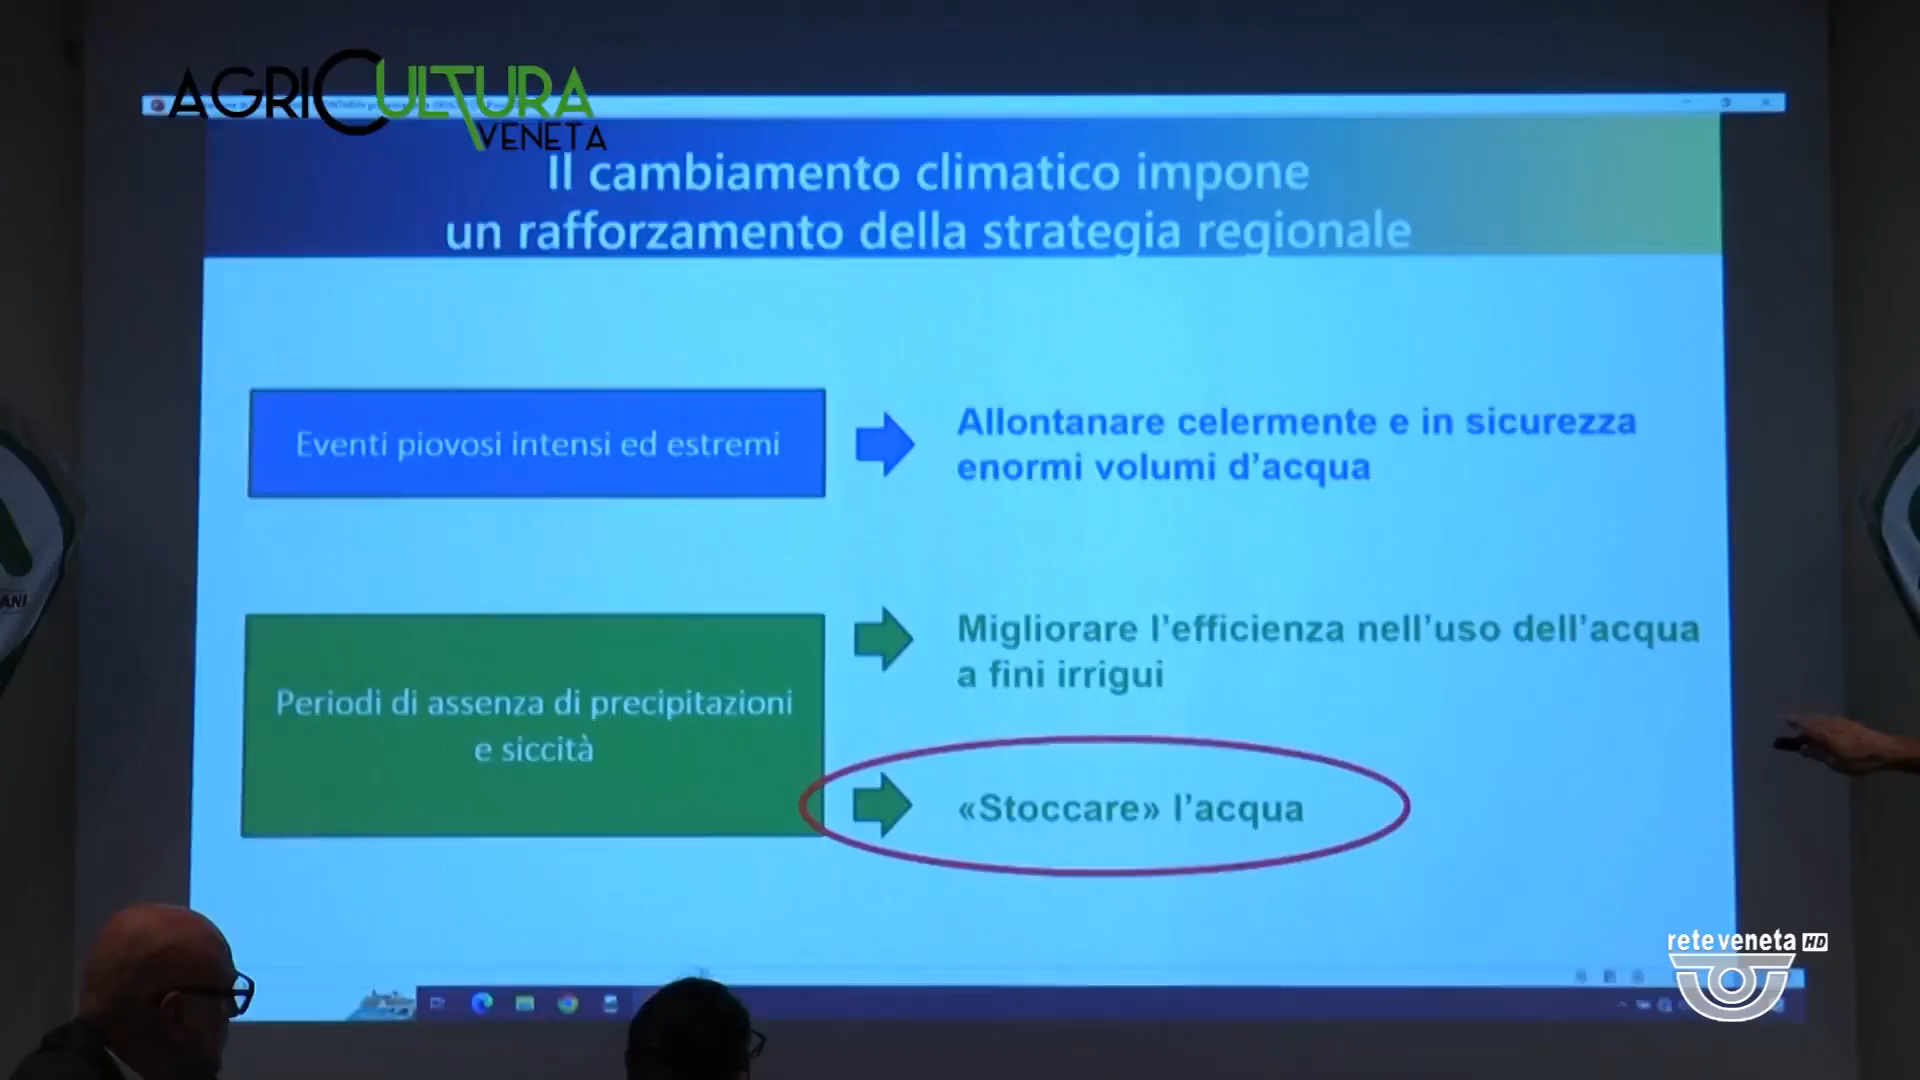 AGRICULTURA
VENETA
Il cambiamento climatico impone
un rafforzamento della strategia regionale
Eventi piovosi intensi ed estremi
Allontanare celermente e in sicurezza
enormi volumi d'acqua
Periodi di assenza di precipitazioni
e siccità
Migliorare l'efficienza nell'uso dell'acqua
a fini irrigui
«Stoccare» l'acqua
ANI
reteveneta HD